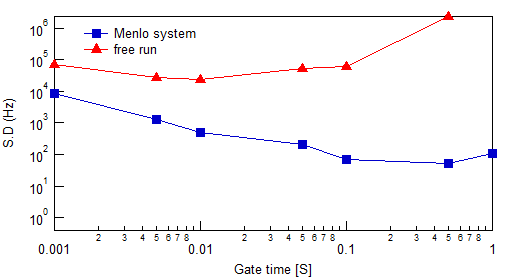 Menlo system
free run
S.D (Hz)
10^6
10^5
10^4
10^3
10^2
10^1
10^0
0.001 2 3 4 5 6 7 8 0.01 2 3 4 5 6 7 8 0.1 2 3 4 5 6 7 8 1
Gate time [S]